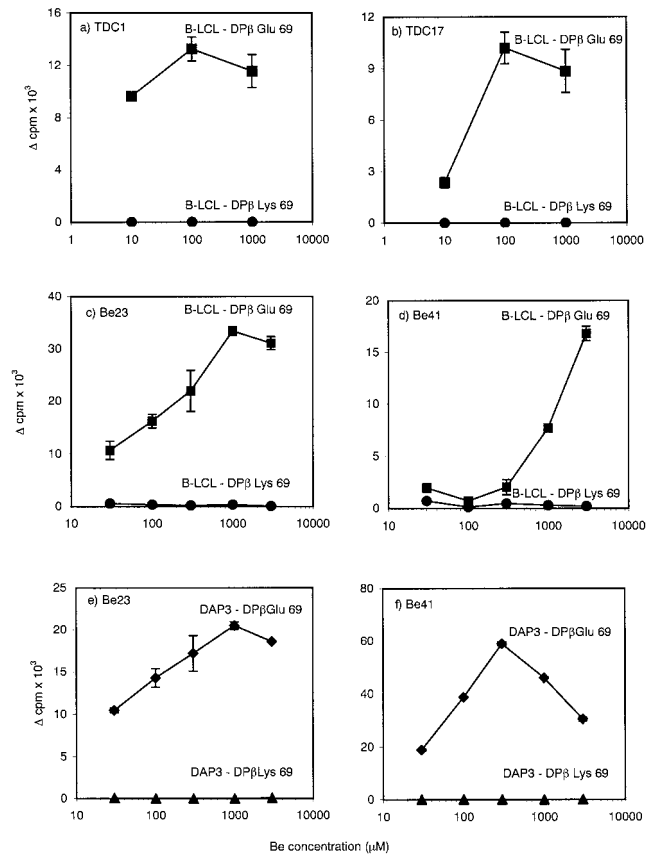 a) TDC1
B-LCL - DPβ Glu 69
B-LCL - DPβ Lys 69
Δ cpm x 10³
16
12
8
4
0
1
10
100
1000
10000
b) TDC17
B-LCL - DPβ Glu 69
B-LCL - DPβ Lys 69
12
9
6
3
0
1
10
100
1000
10000
c) Be23
B-LCL - DPβ Glu 69
B-LCL - DPβ Lys 69
Δ cpm x 10³
40
30
20
10
0
10
100
1000
10000
d) Be41
B-LCL - DPβ Glu 69
B-LCL - DPβ Lys 69
20
15
10
5
0
10
100
1000
10000
e) Be23
DAP3 - DPβGlu 69
DAP3 - DPβLys 69
Δ cpm x 10³
25
20
15
10
5
0
10
100
1000
10000
f) Be41
DAP3 - DPβGlu 69
DAP3 - DPβ Lys 69
80
60
40
20
0
10
100
1000
10000
Be concentration (μM)